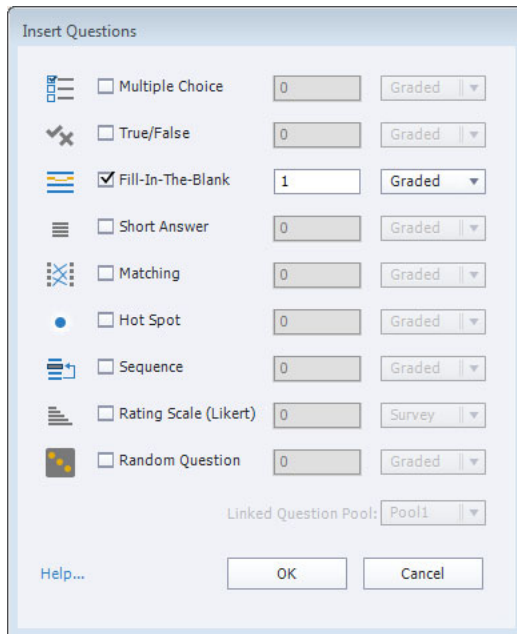 Insert Questions
Multiple Choice 0 Graded
True/False 0 Graded
Fill-In-The-Blank 1 Graded
Short Answer 0 Graded
Matching 0 Graded
Hot Spot 0 Graded
Sequence 0 Graded
Rating Scale (Likert) 0 Survey
Random Question 0 Graded
Linked Question Pool: Pool1
Help... OK Cancel